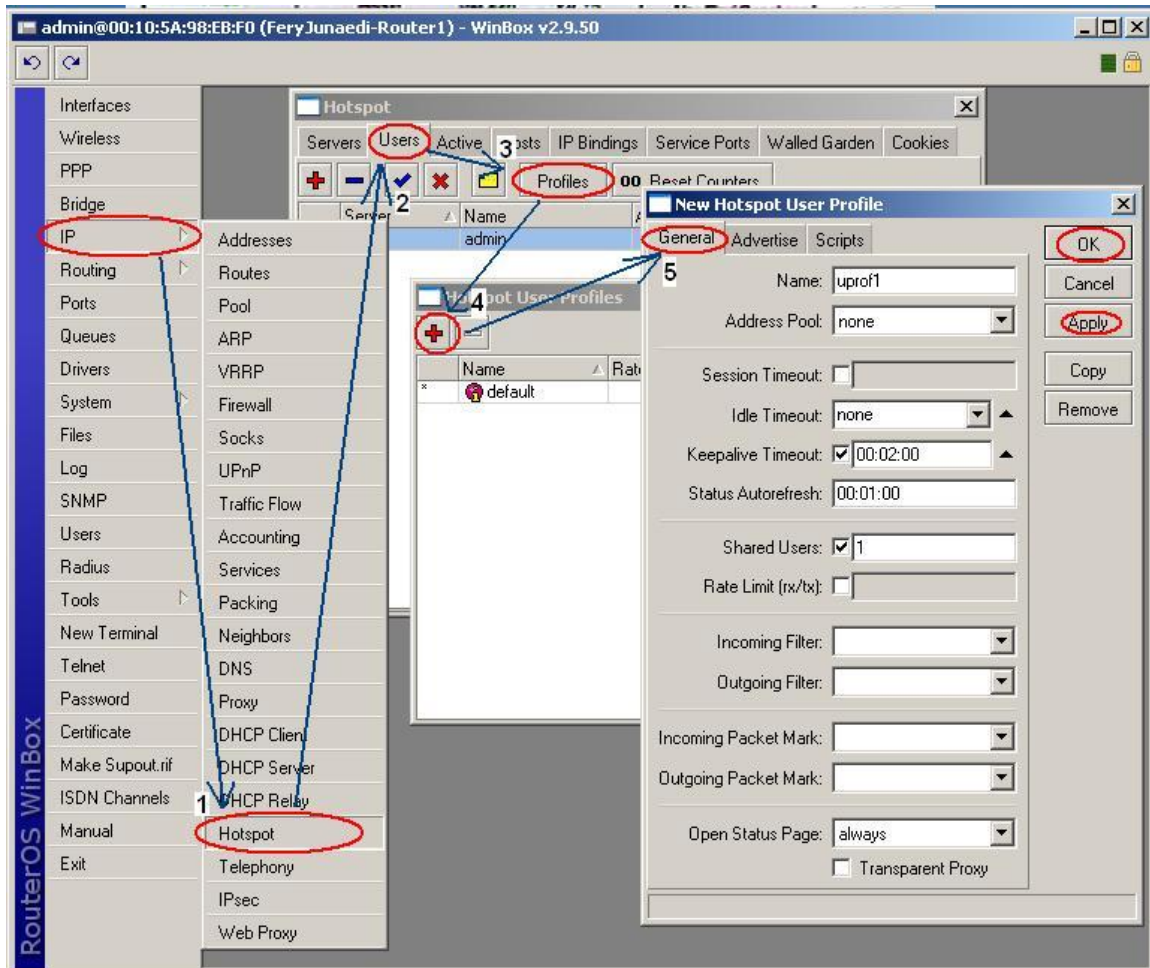 admin@00:10:5A:98:EB:F0 (FeryJunaedi-Router1) - WinBox v2.9.50
RouterOS WinBox
Interfaces
Wireless
PPP
Bridge
IP
Routing
Ports
Queues
Drivers
System
Files
Log
SNMP
Users
Radius
Tools
New Terminal
Telnet
Password
Certificate
Make Supout.rif
ISDN Channels
Manual
Exit
Addresses
Routes
Pool
ARP
VRRP
Firewall
Socks
UPnP
Traffic Flow
Accounting
Services
Packing
Neighbors
DNS
Proxy
DHCP Client
DHCP Server
DHCP Relay
1
Hotspot
Telephony
IPsec
Web Proxy
Hotspot
Servers Users Active IP Bindings Service Ports Walled Garden Cookies
3
Profiles 00 Reset Counters
2
Server Name
admin
Hotspot User Profiles
4
Name Rate
* default
New Hotspot User Profile
General Advertise Scripts
5
Name: uprof1
Address Pool: none
Session Timeout:
Idle Timeout: none
Keepalive Timeout: 00:02:00
Status Autorefresh: 00:01:00
Shared Users: 1
Rate Limit (rx/tx):
Incoming Filter:
Outgoing Filter:
Incoming Packet Mark:
Outgoing Packet Mark:
Open Status Page: always
Transparent Proxy
OK
Cancel
Apply
Copy
Remove